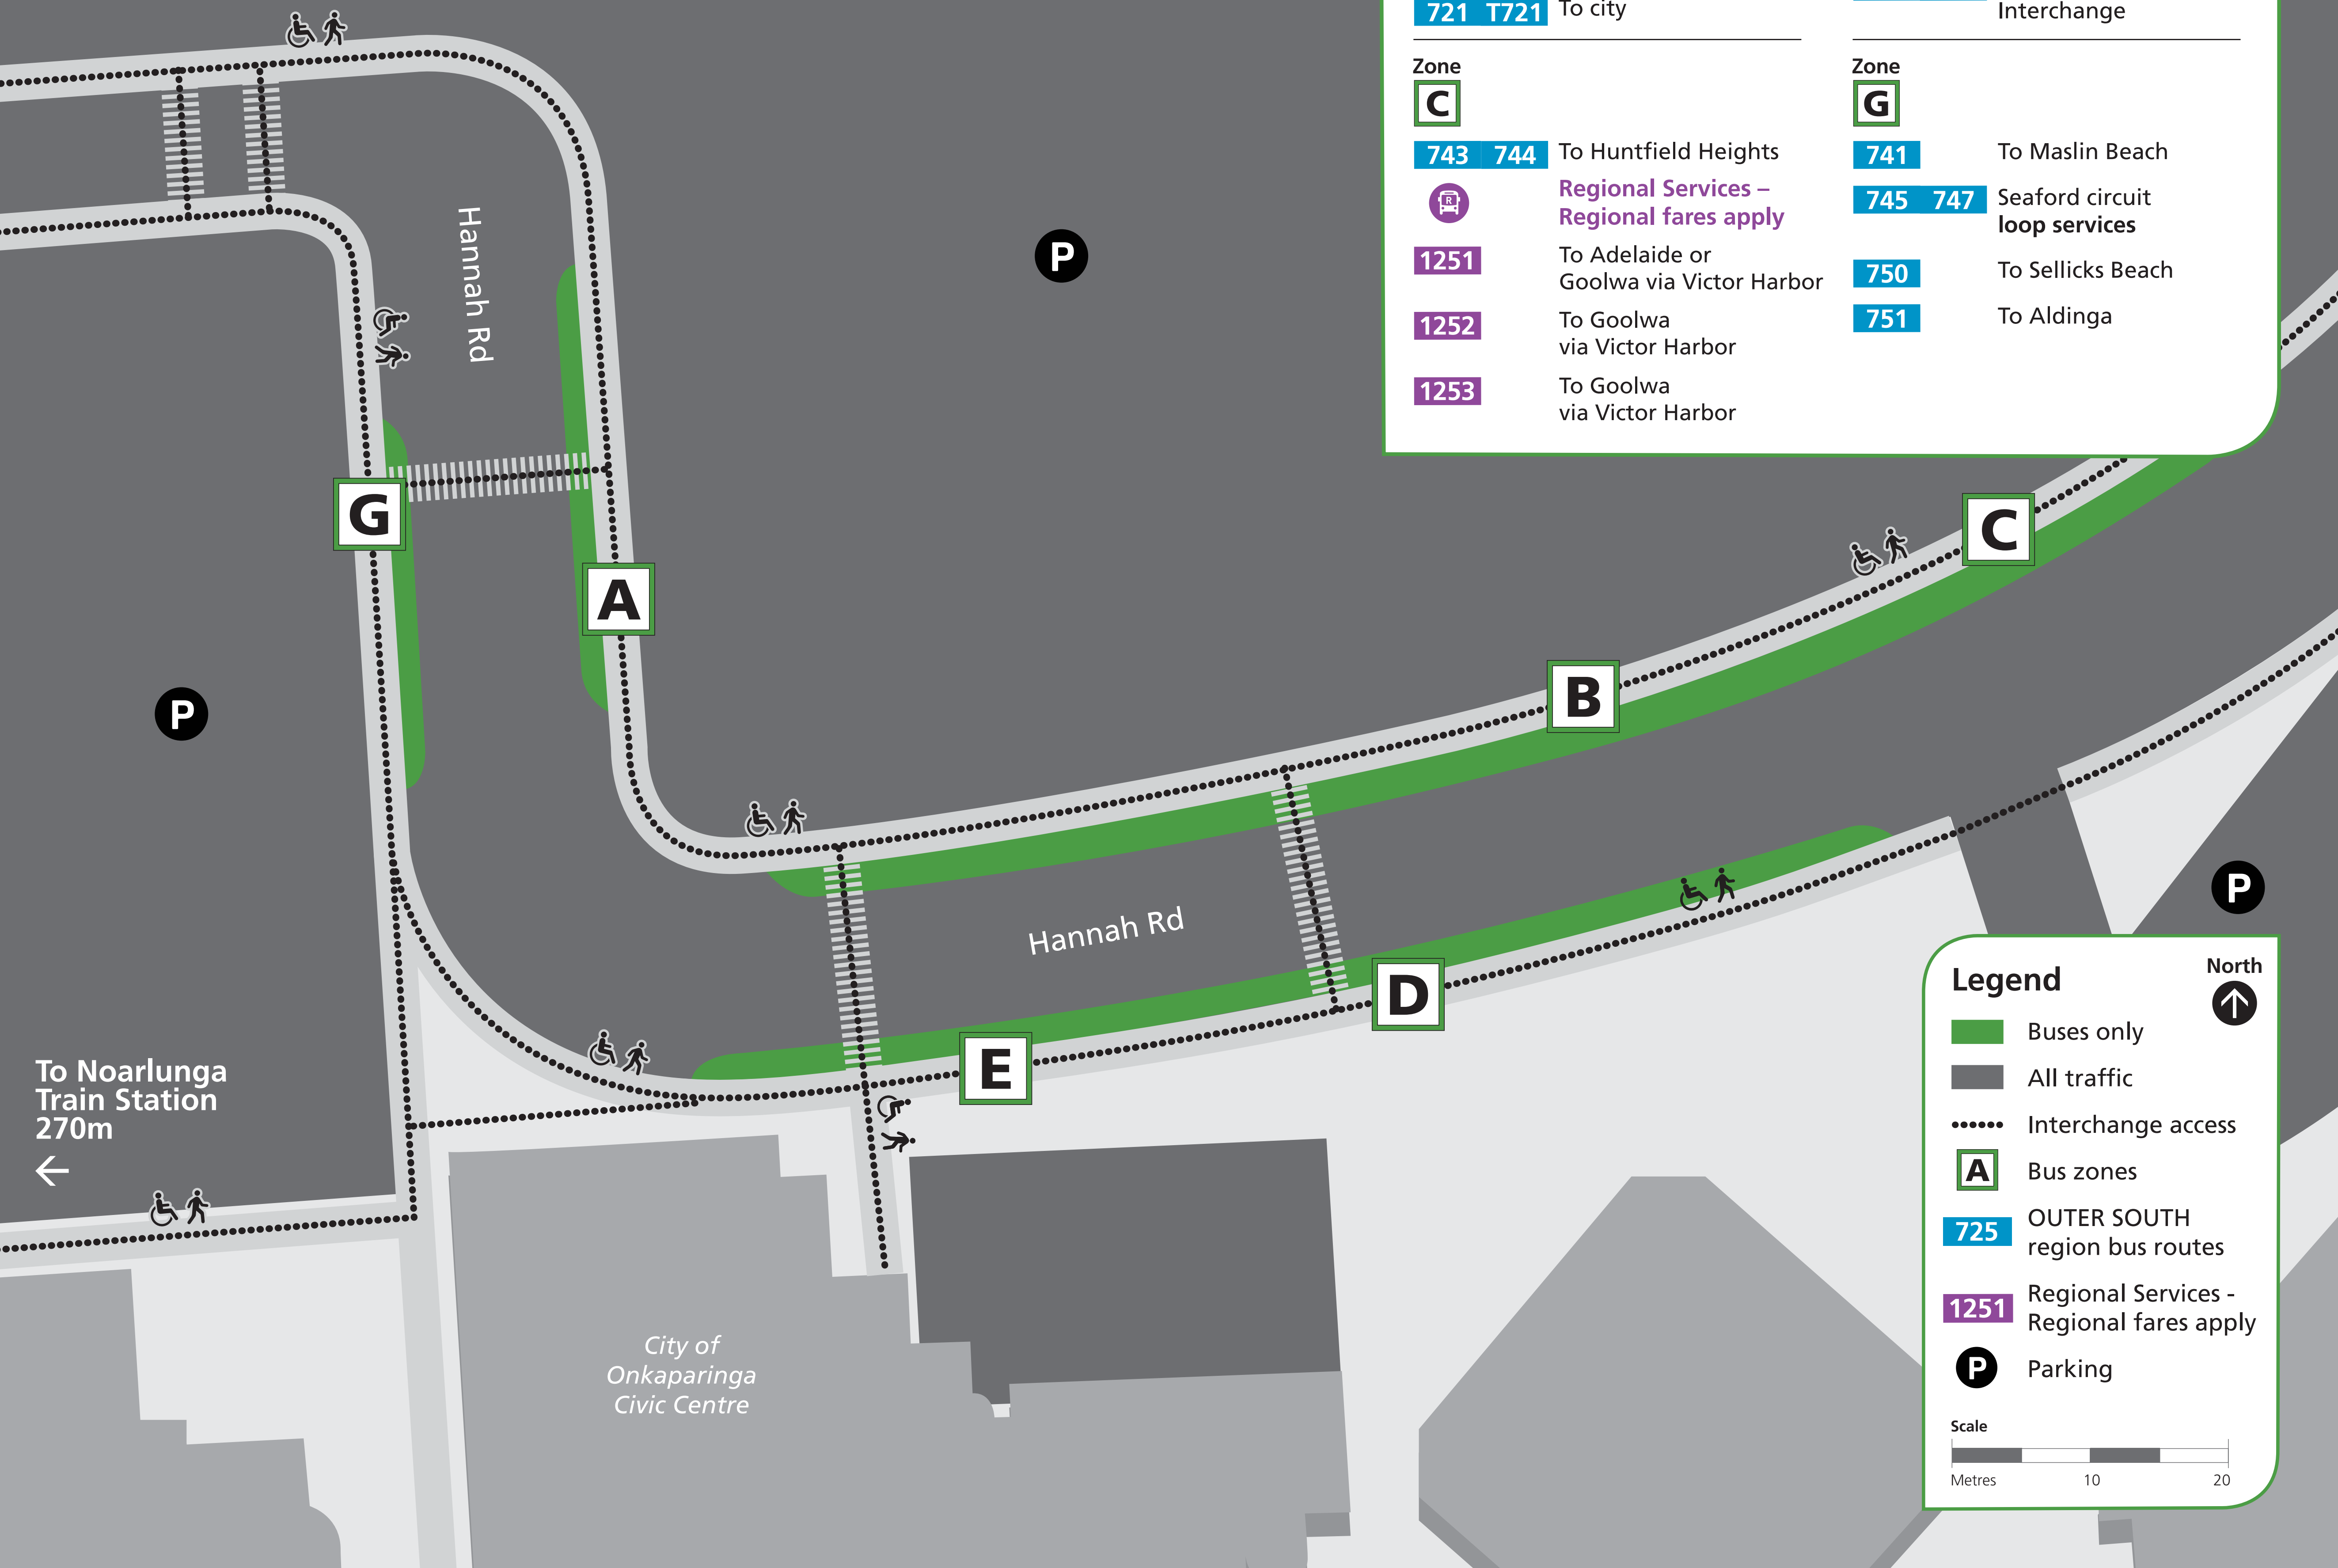 721 T721 To city
Interchange
Zone
C
743 744 To Huntfield Heights
R
Regional Services –
Regional fares apply
1251 To Adelaide or
Goolwa via Victor Harbor
1252 To Goolwa
via Victor Harbor
1253 To Goolwa
via Victor Harbor
Zone
G
741 To Maslin Beach
745 747 Seaford circuit
loop services
750 To Sellicks Beach
751 To Aldinga
Hannah Rd
P
G
A
C
B
P
Hannah Rd
D
E
P
To Noarlunga
Train Station
270m
City of
Onkaparinga
Civic Centre
Legend
North
Buses only
All traffic
Interchange access
A Bus zones
725 OUTER SOUTH
region bus routes
1251 Regional Services -
Regional fares apply
P Parking
Scale
Metres 10 20